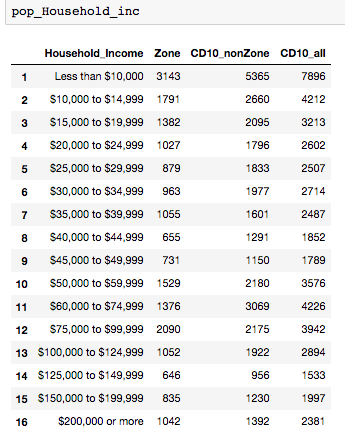 pop_Household_inc
Household_Income Zone CD10_nonZone CD10_all
1 Less than $10,000 3143 5365 7896
2 $10,000 to $14,999 1791 2660 4212
3 $15,000 to $19,999 1382 2095 3213
4 $20,000 to $24,999 1027 1796 2602
5 $25,000 to $29,999 879 1833 2507
6 $30,000 to $34,999 963 1977 2714
7 $35,000 to $39,999 1055 1601 2487
8 $40,000 to $44,999 655 1291 1852
9 $45,000 to $49,999 731 1150 1789
10 $50,000 to $59,999 1529 2180 3576
11 $60,000 to $74,999 1376 3069 4226
12 $75,000 to $99,999 2090 2175 3942
13 $100,000 to $124,999 1052 1922 2894
14 $125,000 to $149,999 646 956 1533
15 $150,000 to $199,999 835 1230 1997
16 $200,000 or more 1042 1392 2381